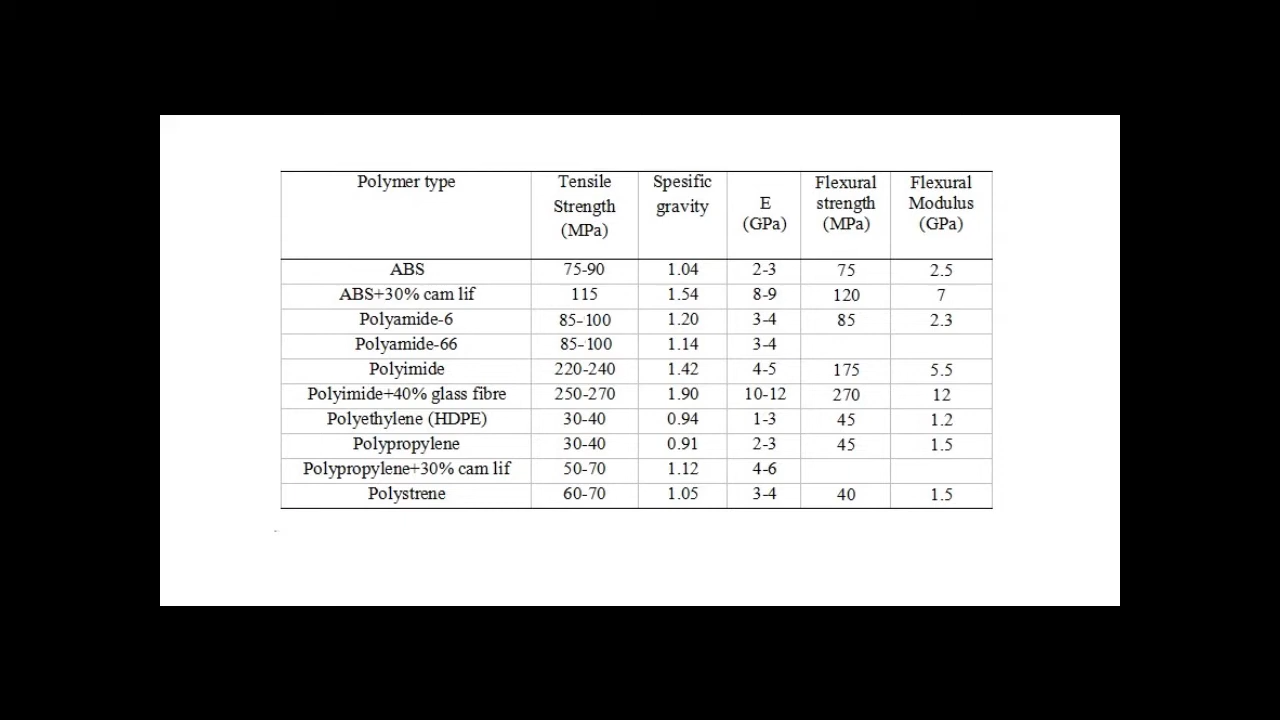 Polymer type Tensile Strength (MPa) Spesific gravity E (GPa) Flexural strength (MPa) Flexural Modulus (GPa)
ABS 75-90 1.04 2-3 75 2.5
ABS+30% cam lif 115 1.54 8-9 120 7
Polyamide-6 85-100 1.20 3-4 85 2.3
Polyamide-66 85-100 1.14 3-4
Polyimide 220-240 1.42 4-5 175 5.5
Polyimide+40% glass fibre 250-270 1.90 10-12 270 12
Polyethylene (HDPE) 30-40 0.94 1-3 45 1.2
Polypropylene 30-40 0.91 2-3 45 1.5
Polypropylene+30% cam lif 50-70 1.12 4-6
Polystrene 60-70 1.05 3-4 40 1.5